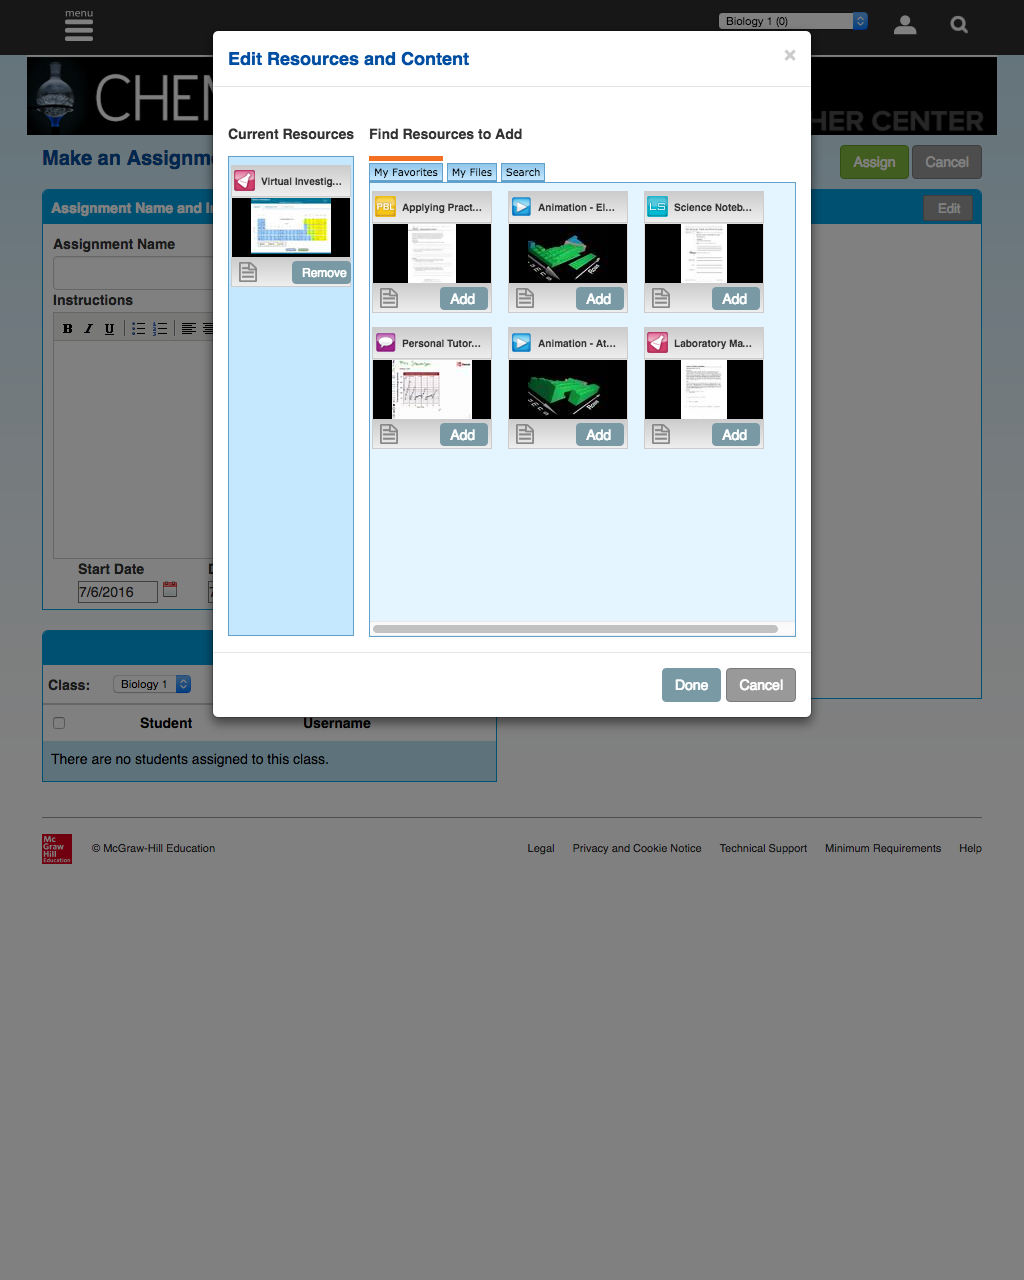 menu
Biology 1 (0)
Edit Resources and Content
×
CHEM
HER CENTER
Current Resources
Find Resources to Add
Make an Assignme
Assign
Cancel
My Favorites
My Files
Search
Virtual Investig...
Assignment Name and I
Edit
PBL
Applying Pract...
Animation - El...
LS
Science Noteb...
Assignment Name
Remove
Add
Add
Add
Instructions
B I U
Personal Tutor...
Animation - At...
Laboratory Ma...
Add
Add
Add
Start Date
7/6/2016
Class:
Biology 1
Done
Cancel
Student
Username
There are no students assigned to this class.
Mc
Graw
Hill
Education
© McGraw-Hill Education
Legal
Privacy and Cookie Notice
Technical Support
Minimum Requirements
Help